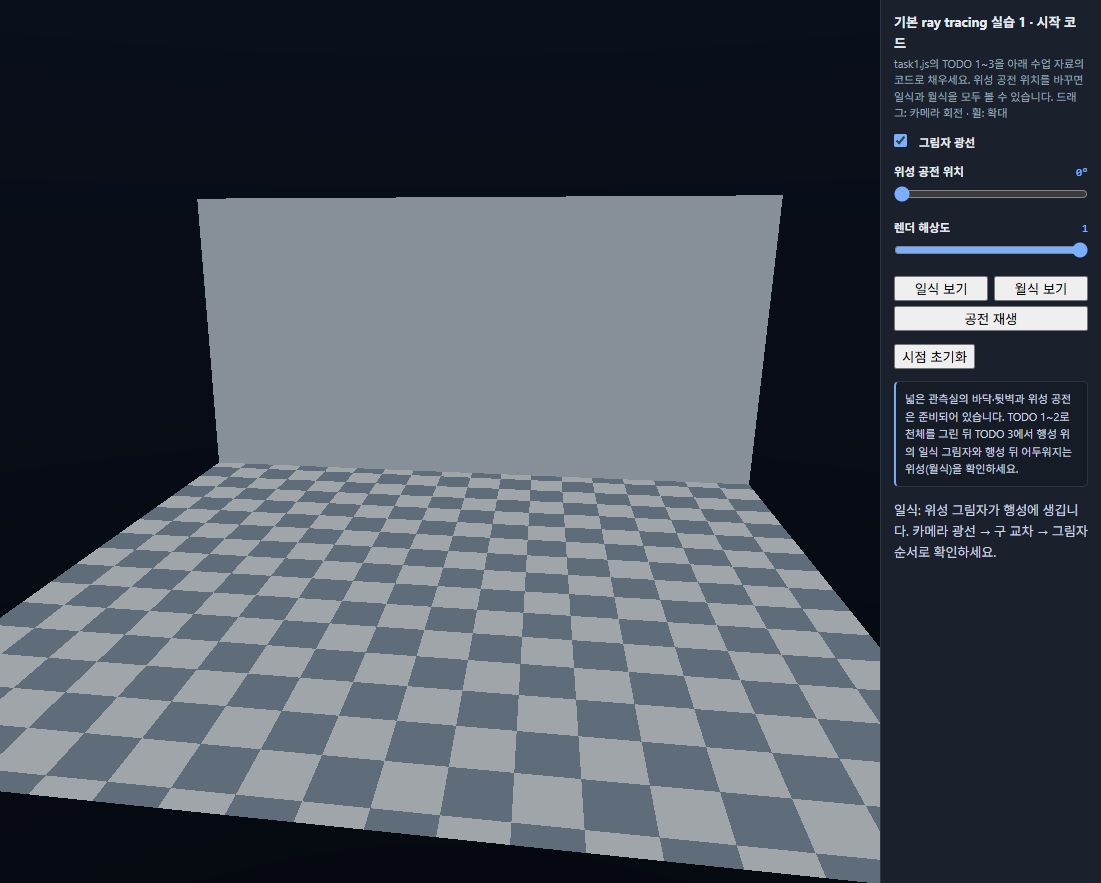 기본 ray tracing 실습 1 · 시작 코
드
task1.js의 TODO 1~3을 아래 수업 자료의
코드로 채우세요. 위성 공전 위치를 바꾸면
일식과 월식을 모두 볼 수 있습니다. 드래
그: 카메라 회전 · 휠: 확대
그림자 광선
위성 공전 위치 0°
렌더 해상도 1
일식 보기 월식 보기
공전 재생
시점 초기화
넓은 관측실의 바닥·뒷벽과 위성 공전
은 준비되어 있습니다. TODO 1~2로
천체를 그린 뒤 TODO 3에서 행성 위
의 일식 그림자와 행성 뒤 어두워지는
위성(월식)을 확인하세요.
일식: 위성 그림자가 행성에 생깁니
다. 카메라 광선 → 구 교차 → 그림자
순서로 확인하세요.